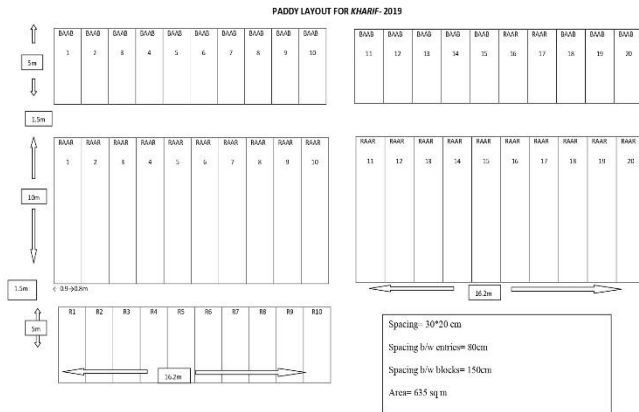 PADDY LAYOUT FOR KHARIF- 2019
BAAB BAAB BAAB BAAB BAAB BAAB BAAB BAAB BAAB BAAB
1 2 3 4 5 6 7 8 9 10
BAAB BAAB BAAB BAAB BAAB RAAR RAAR BAAB BAAB BAAB
11 12 13 14 15 16 17 18 19 20
5m
1.5m
RAAR RAAR RAAR RAAR RAAR RAAR RAAR RAAR RAAR RAAR
1 2 3 4 5 6 7 8 9 10
RAAR RAAR RAAR RAAR RAAR RAAR RAAR RAAR RAAR RAAR
11 12 13 14 15 16 17 18 19 20
10m
1.5m
0.9 0.8m
16.2m
R1 R2 R3 R4 R5 R6 R7 R8 R9 R10
5m
16.2m
Spacing= 30*20 cm
Spacing b/w entries= 80cm
Spacing b/w blocks= 150cm
Area= 635 sq m